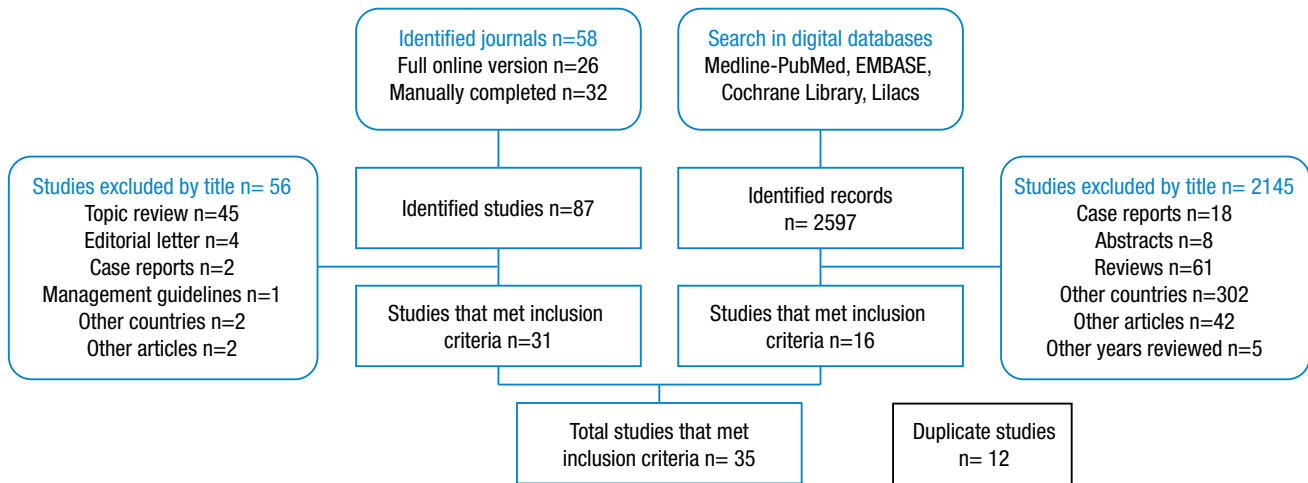 Identified journals n=58
Full online version n=26
Manually completed n=32
Search in digital databases
Medline-PubMed, EMBASE,
Cochrane Library, Lilacs
Studies excluded by title n= 56
Topic review n=45
Editorial letter n=4
Case reports n=2
Management guidelines n=1
Other countries n=2
Other articles n=2
Identified studies n=87
Identified records
n= 2597
Studies excluded by title n= 2145
Case reports n=18
Abstracts n=8
Reviews n=61
Other countries n=302
Other articles n=42
Other years reviewed n=5
Studies that met inclusion
criteria n=31
Studies that met inclusion
criteria n=16
Total studies that met
inclusion criteria n= 35
Duplicate studies
n= 12